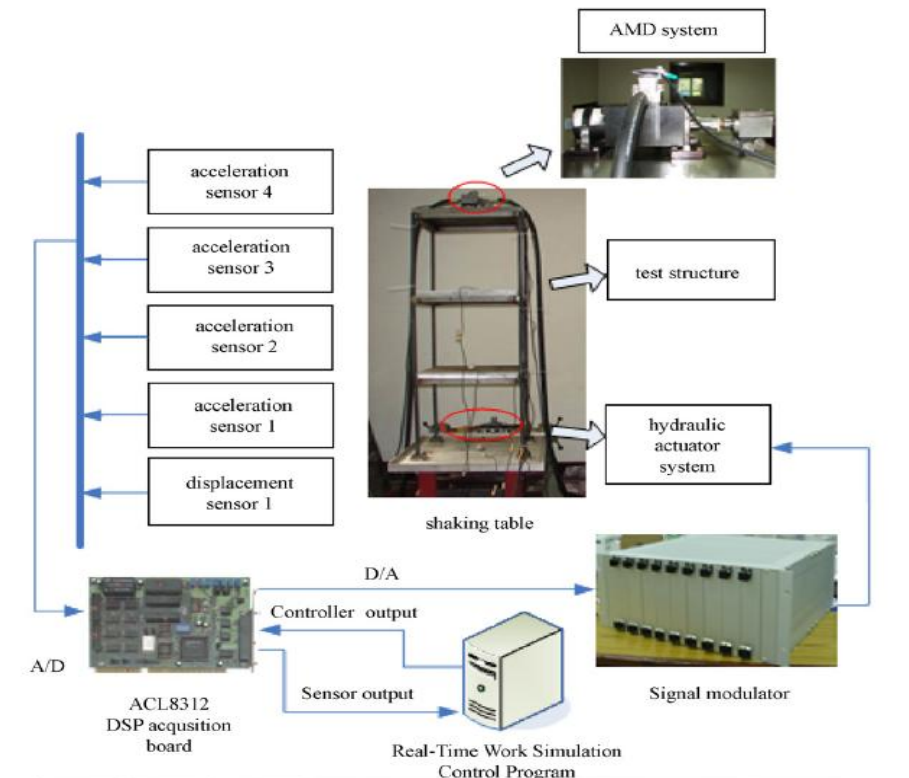 AMD system
acceleration
sensor 4
acceleration
sensor 3
test structure
acceleration
sensor 2
acceleration
sensor 1
hydraulic
actuator
system
displacement
sensor 1
shaking table
D/A
Controller output
A/D
Sensor output
Signal modulator
ACL8312
DSP acqusition
board
Real-Time Work Simulation
Control Program